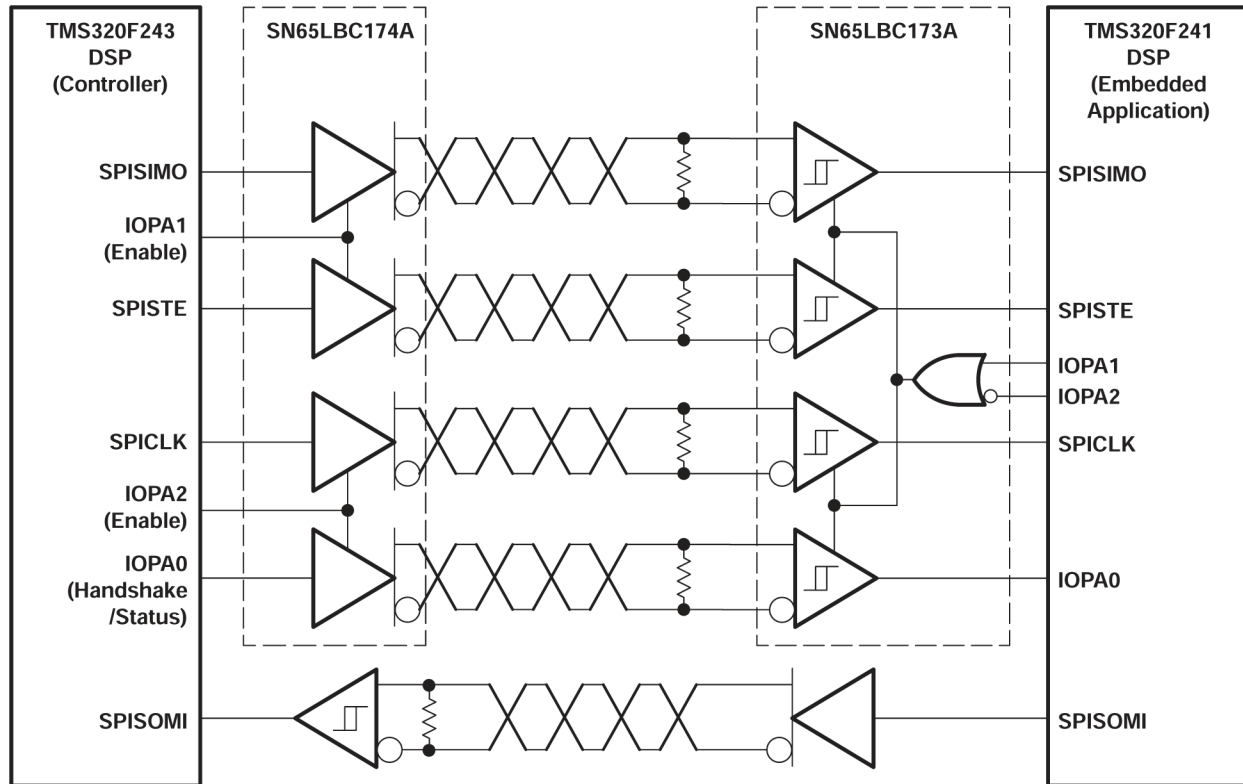 TMS320F243
DSP
(Controller)
SN65LBC174A
SN65LBC173A
TMS320F241
DSP
(Embedded
Application)
SPISIMO
SPISIMO
IOPA1
(Enable)
SPISTE
SPISTE
IOPA1
IOPA2
SPICLK
SPICLK
IOPA2
(Enable)
IOPA0
(Handshake
/Status)
IOPA0
SPISOMI
SPISOMI